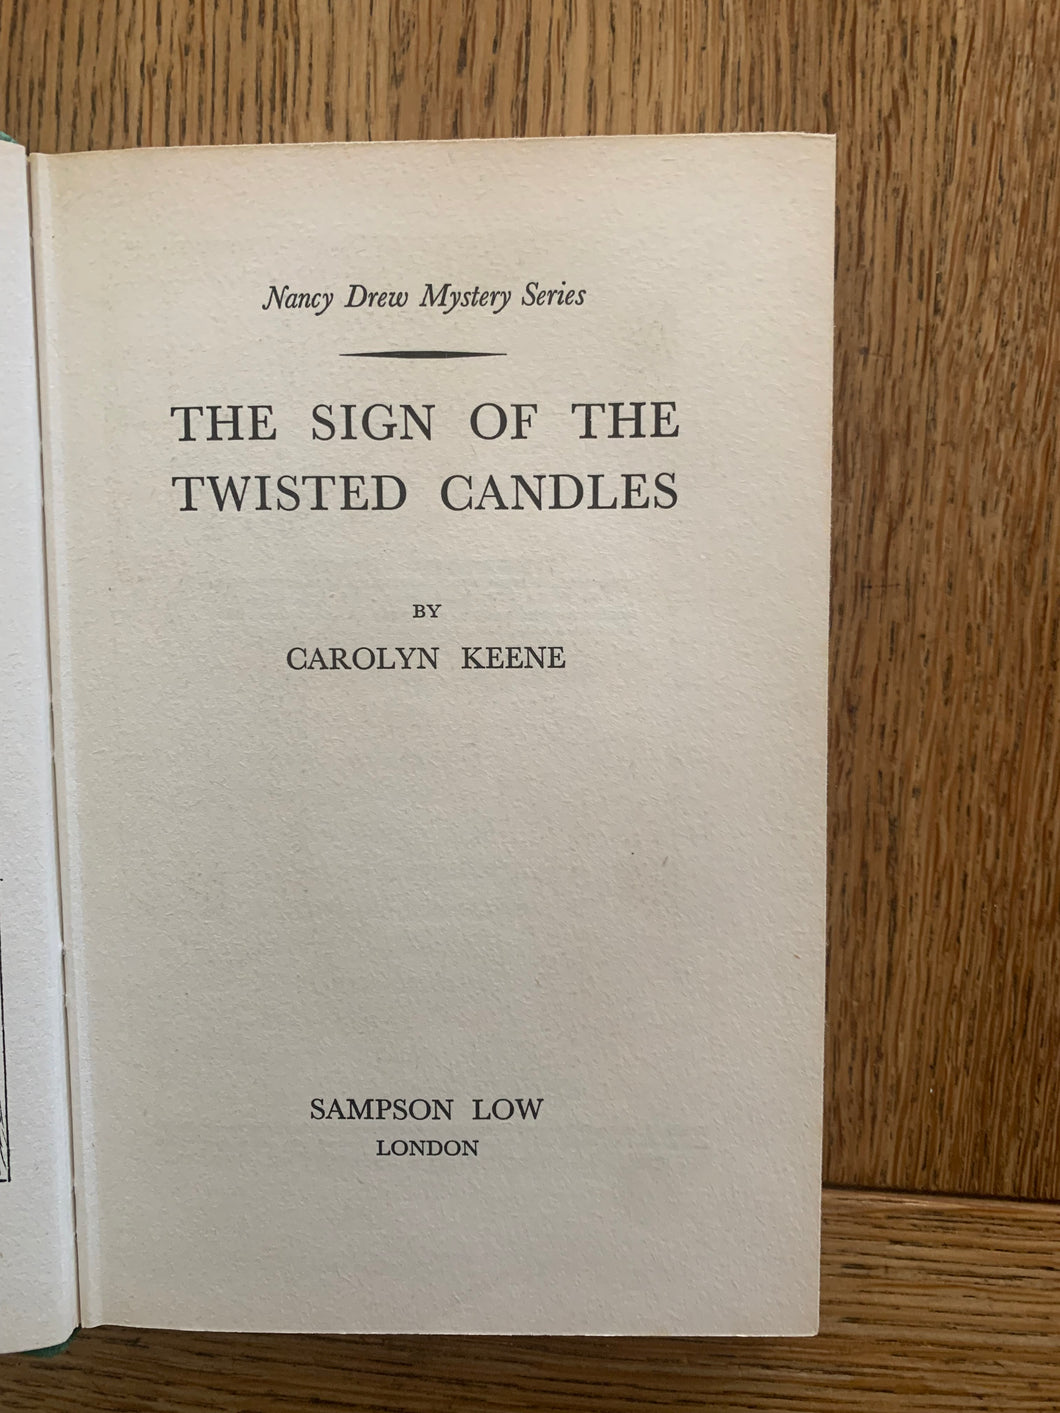 Nancy Drew Mystery Series
THE SIGN OF THE
TWISTED CANDLES
BY
CAROLYN KEENE
SAMPSON LOW
LONDON